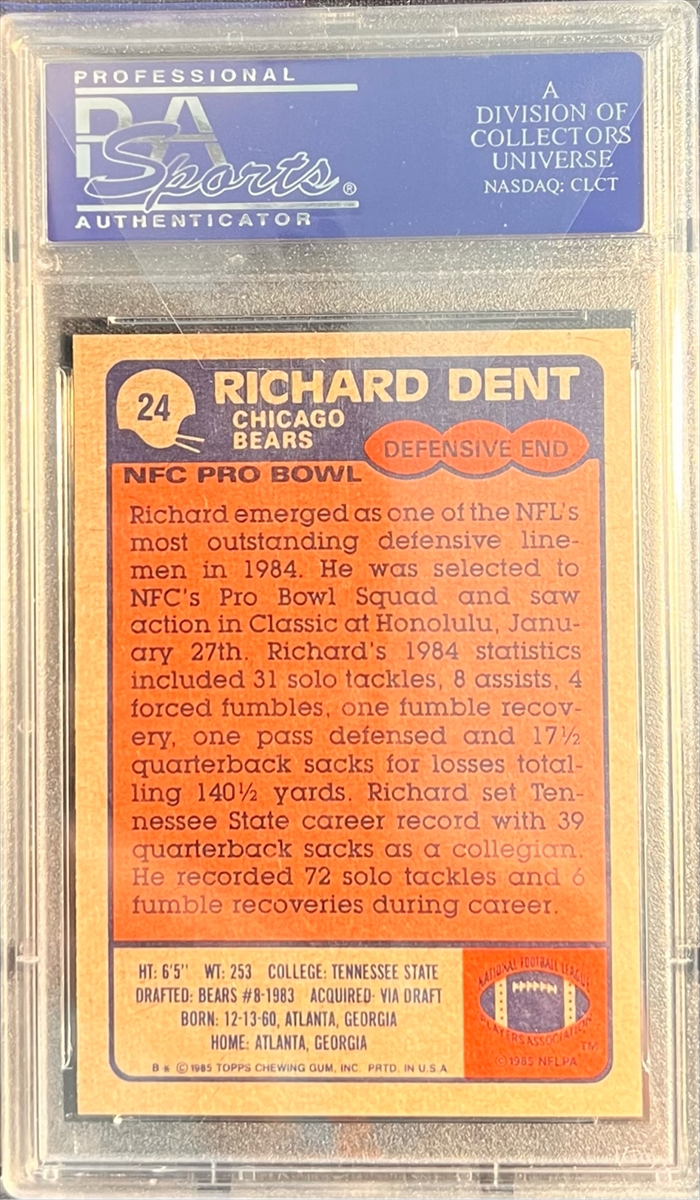 PROFESSIONAL
PSA
Sports®
AUTHENTICATOR
A
DIVISION OF
COLLECTORS
UNIVERSE
NASDAQ: CLCT
24
RICHARD DENT
CHICAGO
BEARS
DEFENSIVE END
NFC PRO BOWL
Richard emerged as one of the NFL's
most outstanding defensive line-
men in 1984. He was selected to
NFC's Pro Bowl Squad and saw
action in Classic at Honolulu, Janu-
ary 27th. Richard's 1984 statistics
included 31 solo tackles, 8 assists, 4
forced fumbles, one fumble recov-
ery, one pass defensed and 17½
quarterback sacks for losses total-
ling 140½ yards. Richard set Ten-
nessee State career record with 39
quarterback sacks as a collegian.
He recorded 72 solo tackles and 6
fumble recoveries during career.
HT: 6'5" WT: 253 COLLEGE: TENNESSEE STATE
DRAFTED: BEARS #8-1983 ACQUIRED: VIA DRAFT
BORN: 12-13-60, ATLANTA, GEORGIA
HOME: ATLANTA, GEORGIA
B * © 1985 TOPPS CHEWING GUM, INC. PRTD. IN U.S.A.
NATIONAL FOOTBALL LEAGUE
PLAYERS ASSOCIATION
TM
© 1985 NFLPA